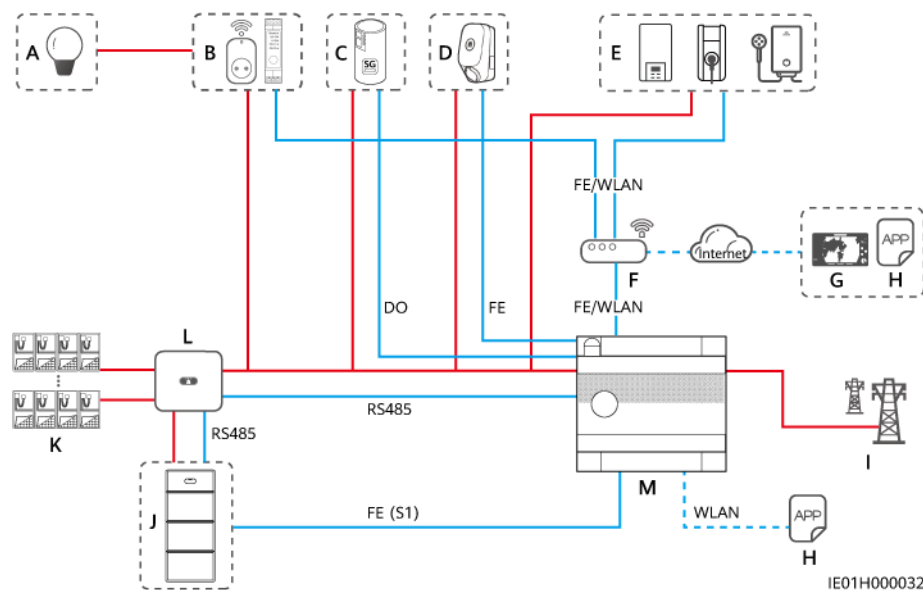 A
B
C
SG
D
E
FE/WLAN
Internet
APP
F
G
H
DO
FE
FE/WLAN
L
RS485
K
RS485
I
M
J
FE (S1)
WLAN
APP
H
IE01H000032